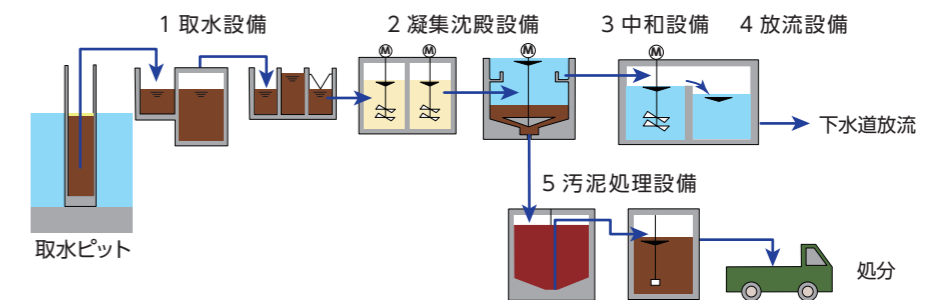 1 取水設備
2 凝集沈殿設備
3 中和設備
4 放流設備
M
M
M
M
下水道放流
5 汚泥処理設備
取水ピット
処分